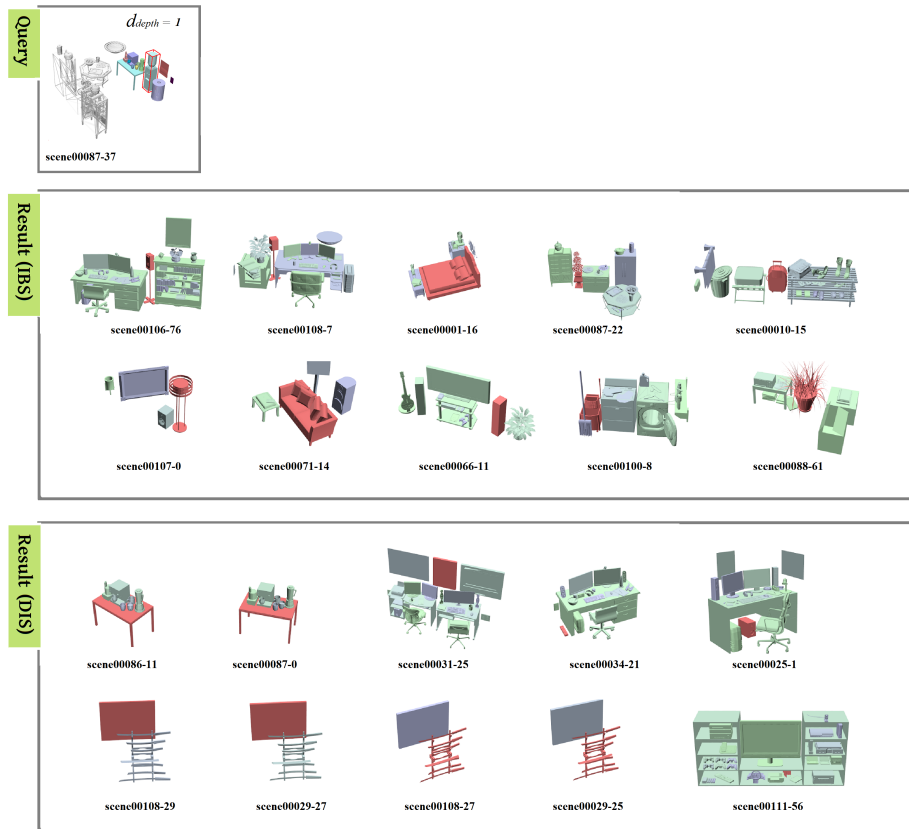 Query
d depth = 1
scene00087-37
Result (IBS)
scene00106-76
scene00108-7
scene00001-16
scene00087-22
scene00010-15
scene00107-0
scene00071-14
scene00066-11
scene00100-8
scene00088-61
Result (DIS)
scene00086-11
scene00087-0
scene00031-25
scene00034-21
scene00025-1
scene00108-29
scene00029-27
scene00108-27
scene00029-25
scene00111-56